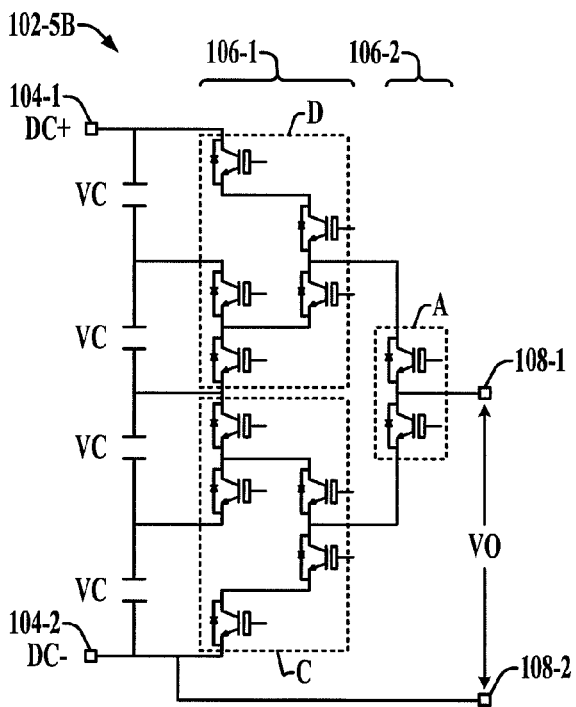 102-5B
106-1
106-2
104-1
DC+
D
VC
VC
A
108-1
VC
VO
VC
104-2
DC-
C
108-2